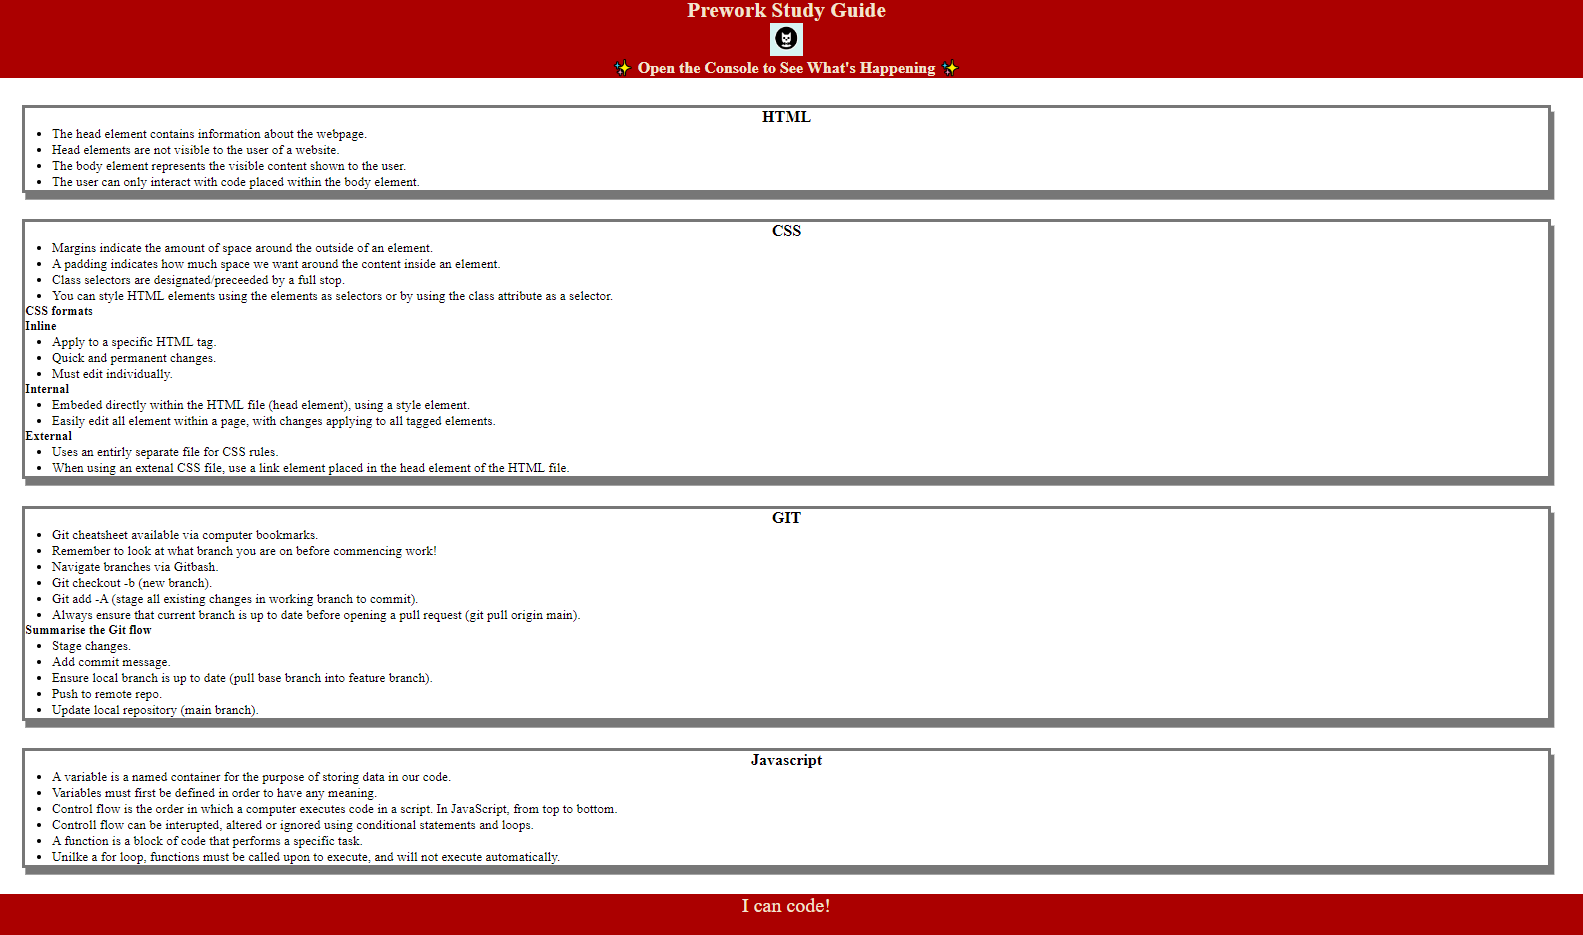 Prework Study Guide
✨ Open the Console to See What's Happening ✨
HTML
• The head element contains information about the webpage.
• Head elements are not visible to the user of a website.
• The body element represents the visible content shown to the user.
• The user can only interact with code placed within the body element.
CSS
• Margins indicate the amount of space around the outside of an element.
• A padding indicates how much space we want around the content inside an element.
• Class selectors are designated/preceeded by a full stop.
• You can style HTML elements using the elements as selectors or by using the class attribute as a selector.
CSS formats
Inline
• Apply to a specific HTML tag.
• Quick and permanent changes.
• Must edit individually.
Internal
• Embeded directly within the HTML file (head element), using a style element.
• Easily edit all element within a page, with changes applying to all tagged elements.
External
• Uses an entirly separate file for CSS rules.
• When using an extenal CSS file, use a link element placed in the head element of the HTML file.
GIT
• Git cheatsheet available via computer bookmarks.
• Remember to look at what branch you are on before commencing work!
• Navigate branches via Gitbash.
• Git checkout -b (new branch).
• Git add -A (stage all existing changes in working branch to commit).
• Always ensure that current branch is up to date before opening a pull request (git pull origin main).
Summarise the Git flow
• Stage changes.
• Add commit message.
• Ensure local branch is up to date (pull base branch into feature branch).
• Push to remote repo.
• Update local repository (main branch).
Javascript
• A variable is a named container for the purpose of storing data in our code.
• Variables must first be defined in order to have any meaning.
• Control flow is the order in which a computer executes code in a script. In JavaScript, from top to bottom.
• Controll flow can be interupted, altered or ignored using conditional statements and loops.
• A function is a block of code that performs a specific task.
• Unilke a for loop, functions must be called upon to execute, and will not execute automatically.
I can code!